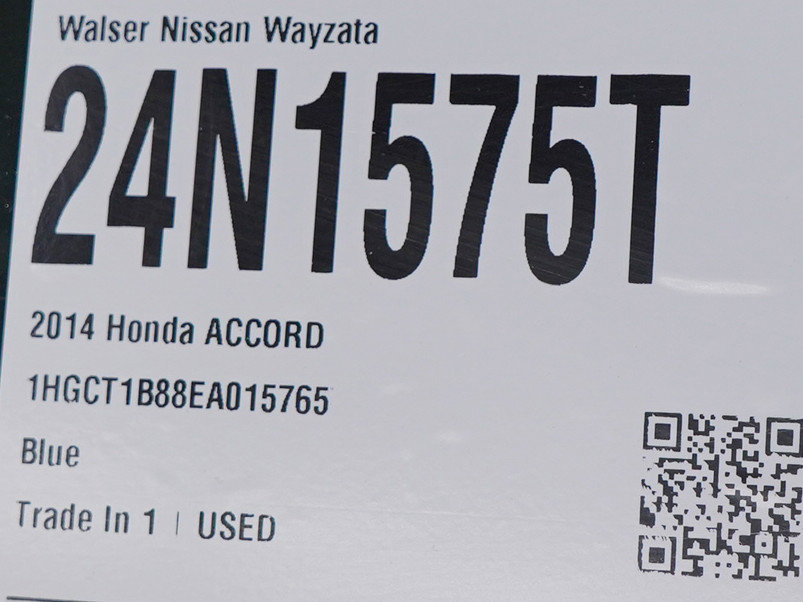 Walser Nissan Wayzata
24N1575T
2014 Honda ACCORD
1HGCT1B88EA015765
Blue
Trade In 1 | USED